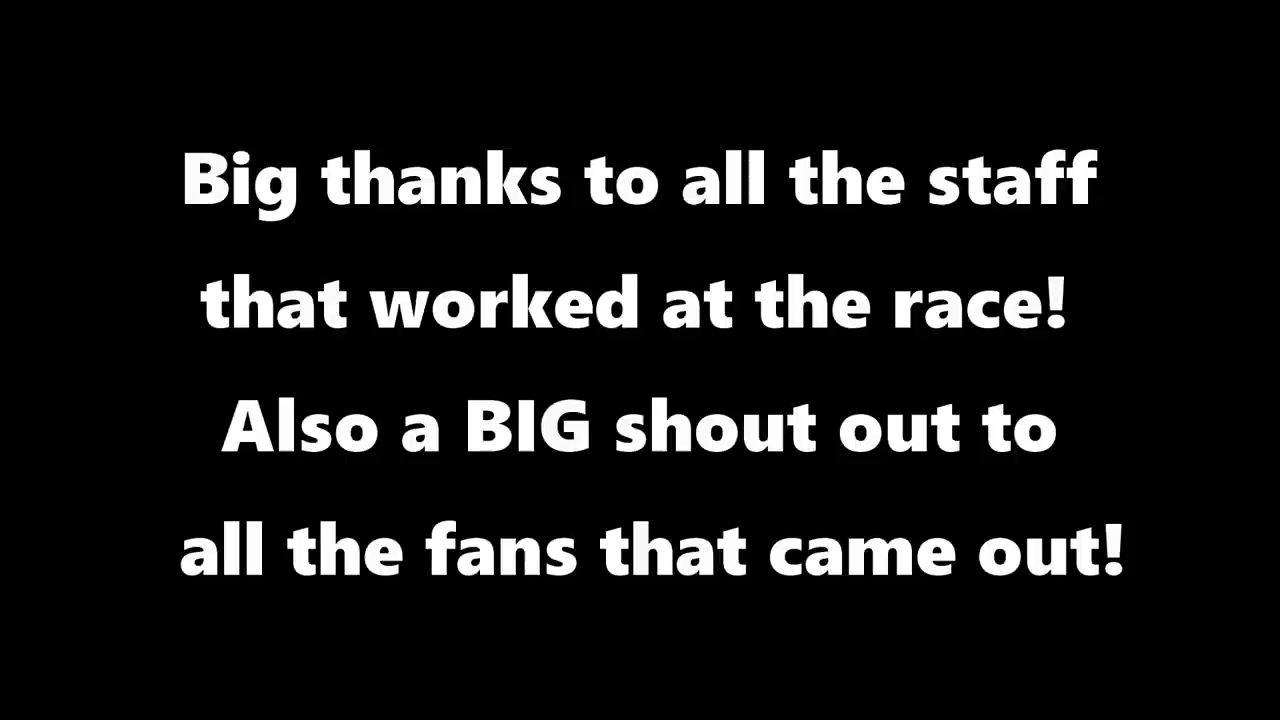 Big thanks to all the staff
that worked at the race!
Also a BIG shout out to
all the fans that came out!